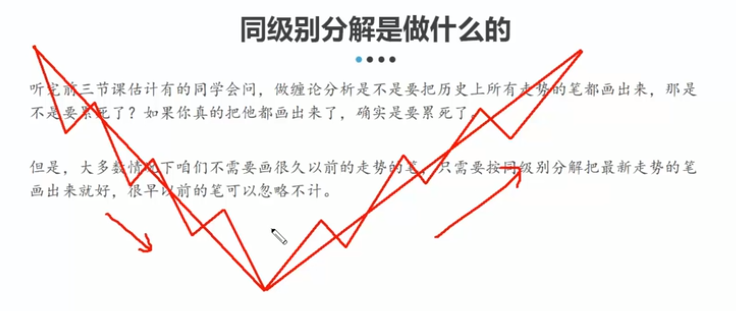 同级别分解是做什么的
听完前三节课估计有的同学会问，做缠论分析是不是要把历史上所有走势的笔都画出来，那是
不是要累死了？如果你真的把他都画出来了，确实是要累死了。
但是，大多数情况下咱们不需要画很久以前的走势的笔，只需要按同级别分解把最新走势的笔
画出来就好，很早以前的笔可以忽略不计。